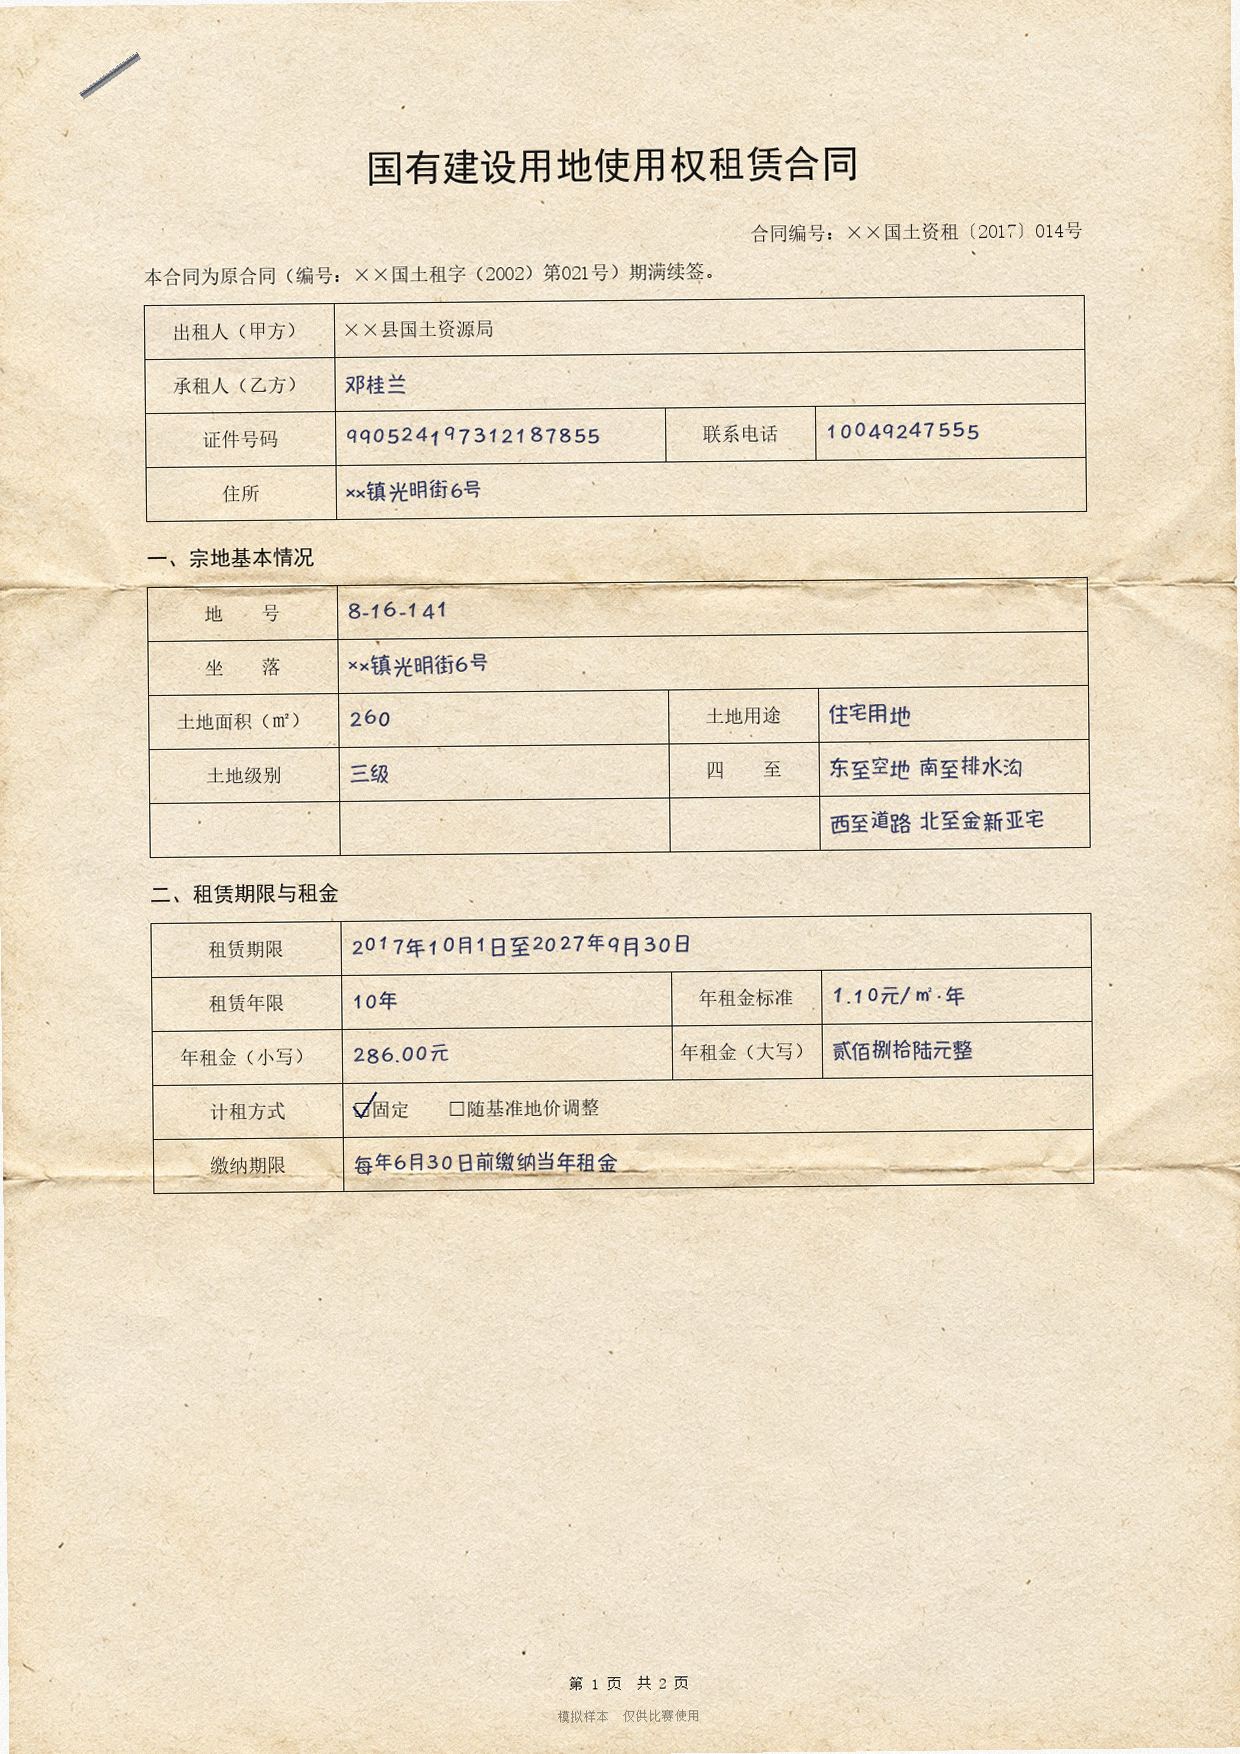 国有建设用地使用权租赁合同
合同编号：××国土资租〔2017〕014号
本合同为原合同（编号：××国土租字（2002）第021号）期满续签。
出租人（甲方） ××县国土资源局
承租人（乙方） 邓桂兰
证件号码 990524197312187855 联系电话 10049247555
住所 ××镇光明街6号
一、宗地基本情况
地 号 8-16-141
坐 落 ××镇光明街6号
土地面积（㎡） 260 土地用途 住宅用地
土地级别 三级 四 至 东至空地 南至排水沟
西至道路 北至金新亚宅
二、租赁期限与租金
租赁期限 2017年10月1日至2027年9月30日
租赁年限 10年 年租金标准 1.10元/㎡·年
年租金（小写） 286.00元 年租金（大写） 贰佰捌拾陆元整
计租方式 ☑固定 □随基准地价调整
缴纳期限 每年6月30日前缴纳当年租金
第 1 页 共 2 页
模拟样本 仅供比赛使用